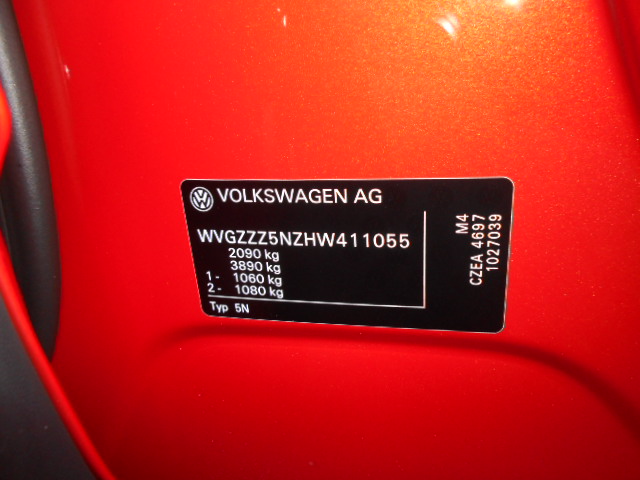 VOLKSWAGEN AG
WVGZZZ5NZHW411055
2090 kg
3890 kg
1 - 1060 kg
2 - 1080 kg
Typ 5N
M4
CZEA 4697
1027039